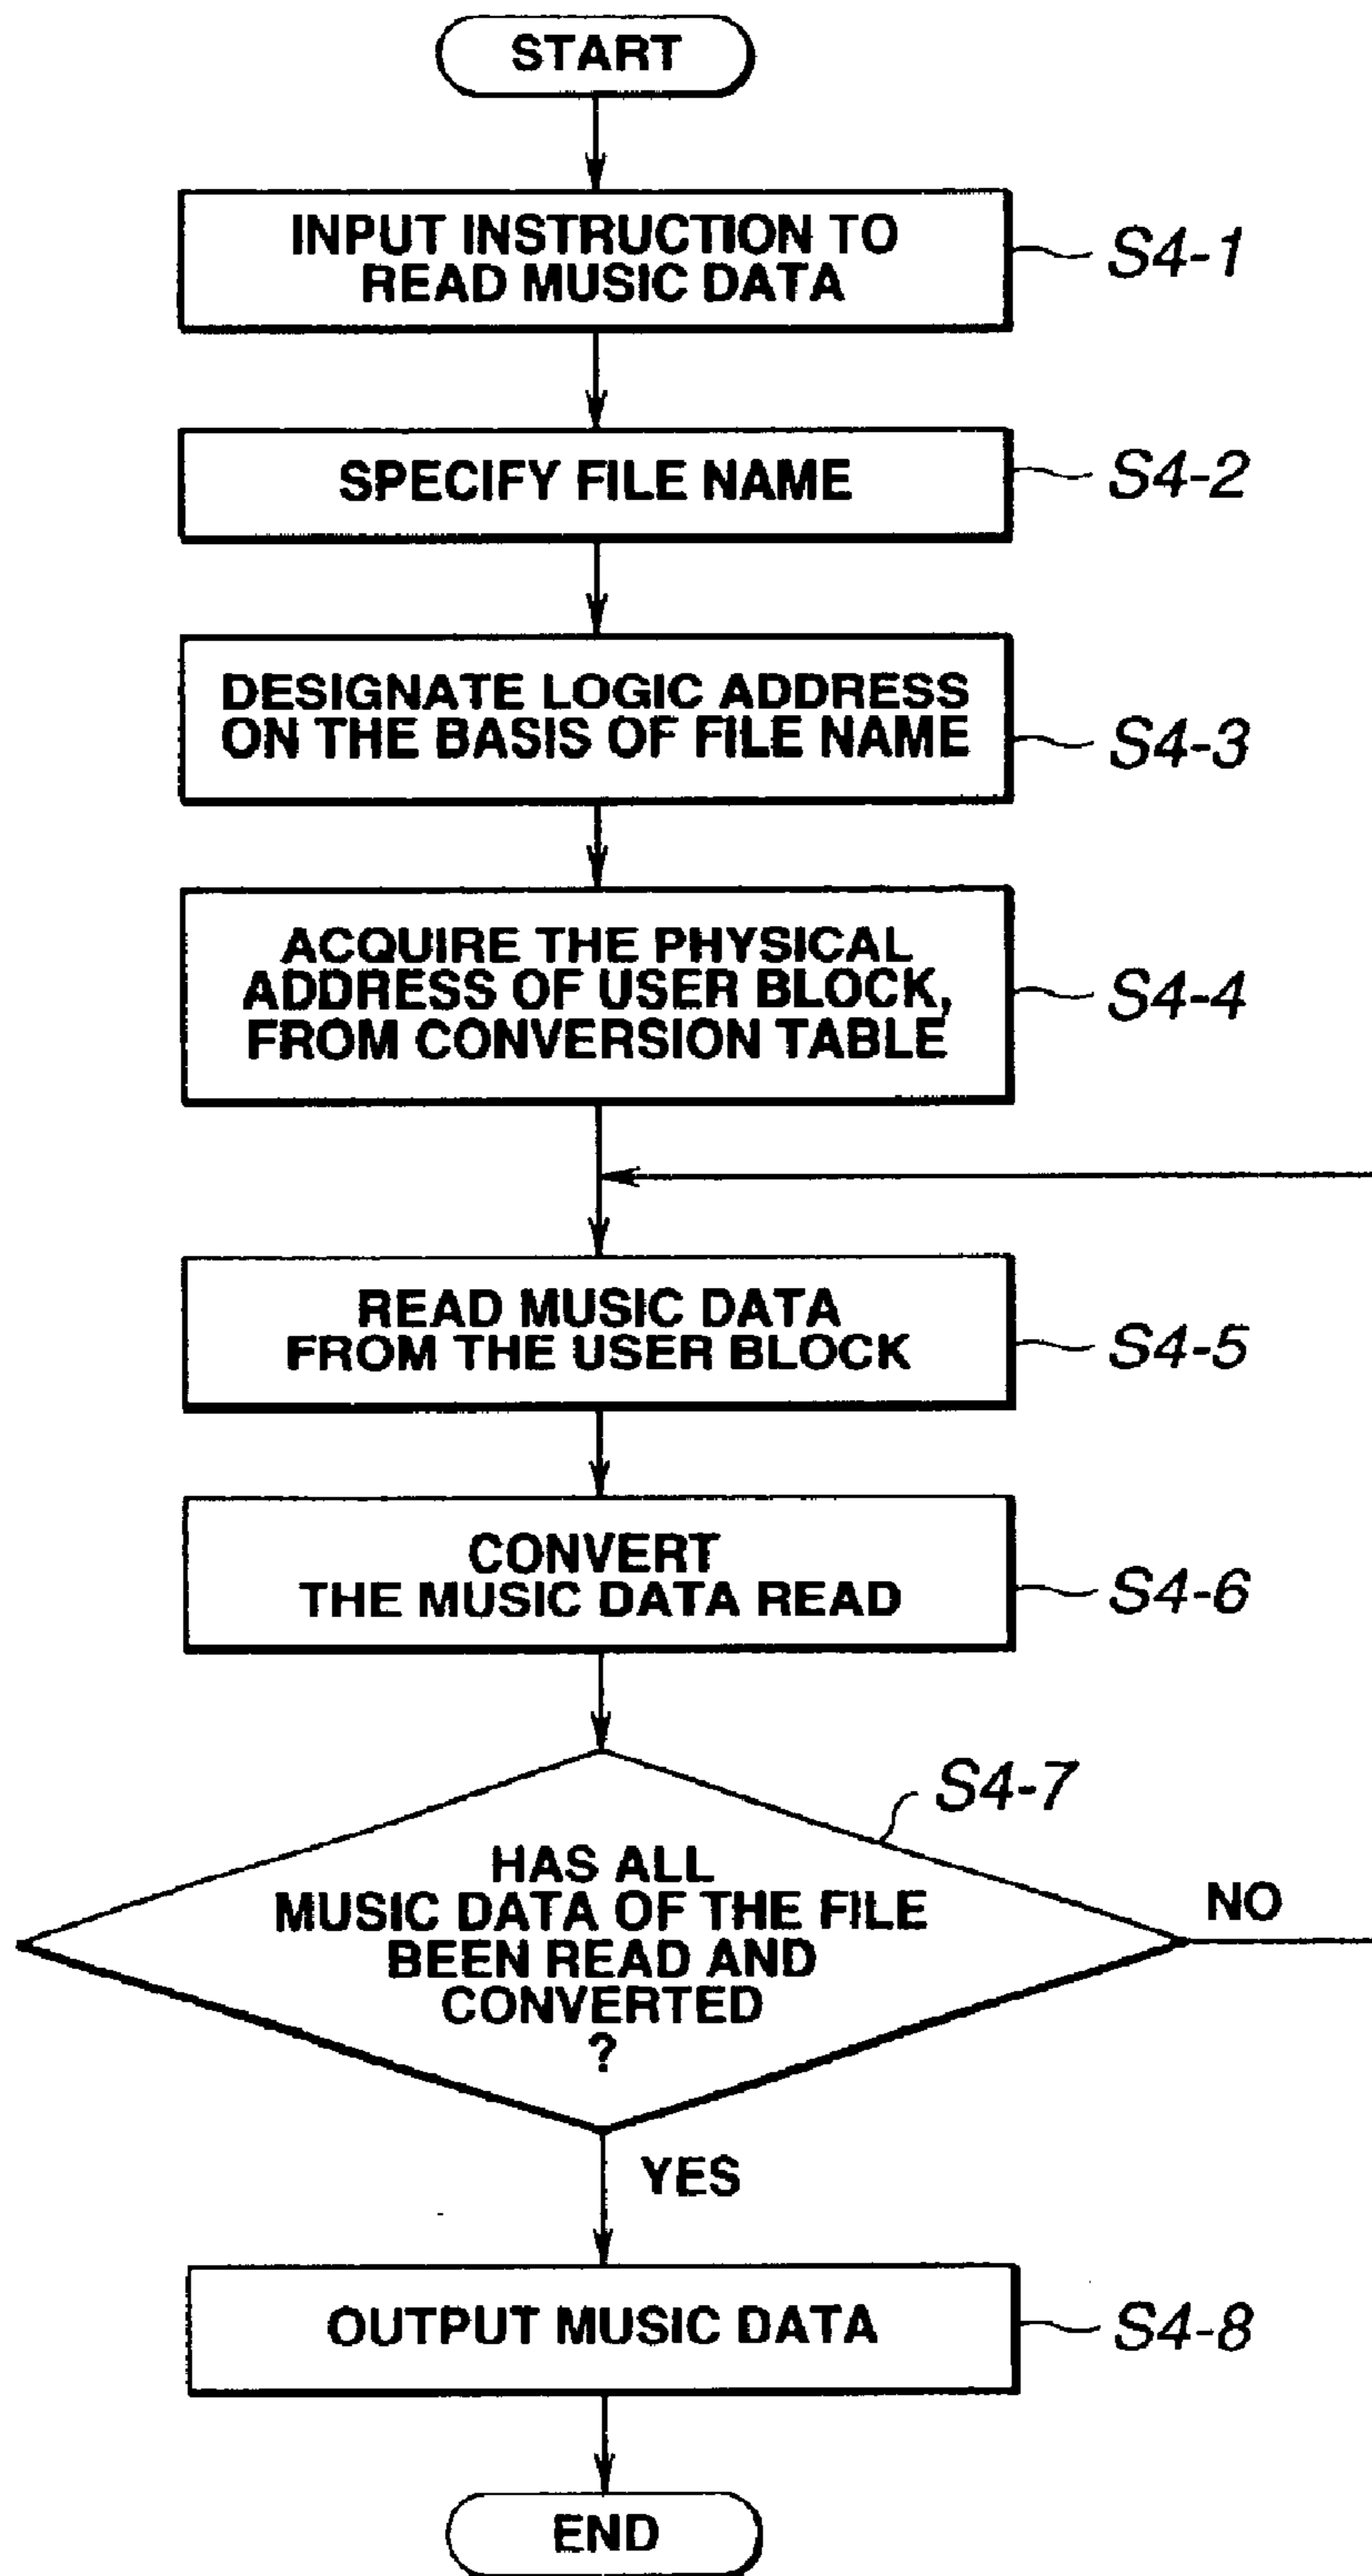 START
INPUT INSTRUCTION TO
READ MUSIC DATA
S4-1
SPECIFY FILE NAME
S4-2
DESIGNATE LOGIC ADDRESS
ON THE BASIS OF FILE NAME
S4-3
ACQUIRE THE PHYSICAL
ADDRESS OF USER BLOCK,
FROM CONVERSION TABLE
S4-4
READ MUSIC DATA
FROM THE USER BLOCK
S4-5
CONVERT
THE MUSIC DATA READ
S4-6
S4-7
HAS ALL
MUSIC DATA OF THE FILE
BEEN READ AND
CONVERTED
?
NO
YES
OUTPUT MUSIC DATA
S4-8
END